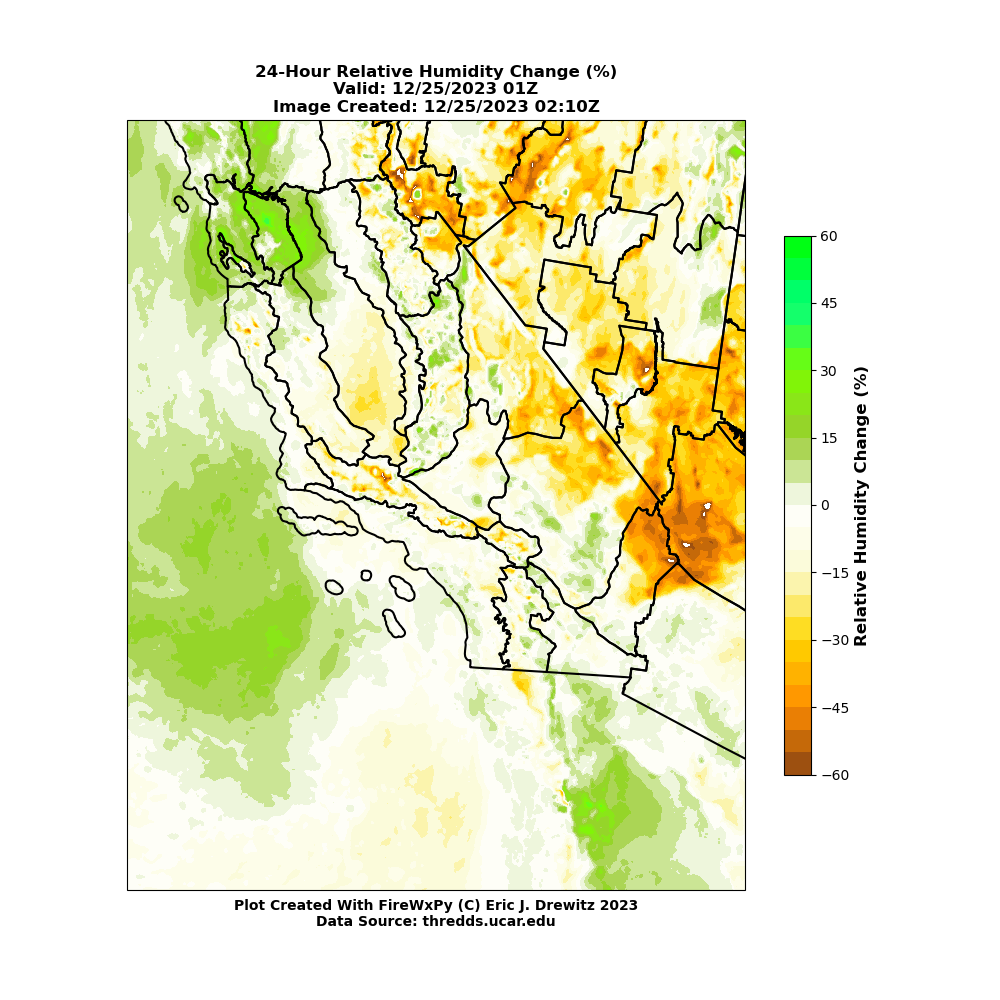 24-Hour Relative Humidity Change (%)
Valid: 12/25/2023 01Z
Image Created: 12/25/2023 02:10Z
60
45
30
15
0
−15
−30
−45
−60
Relative Humidity Change (%)
Plot Created With FireWxPy (C) Eric J. Drewitz 2023
Data Source: thredds.ucar.edu